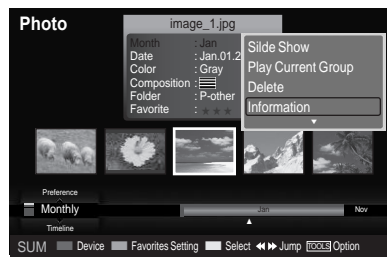 Photo
image_1.jpg
Month : Jan
Date : Jan.01.2
Color : Gray
Composition :
Folder : P-other
Favorite : ★ ★ ★
Silde Show
Play Current Group
Delete
Information
Preference
Monthly
Timeline
Jan
Nov
SUM Device Favorites Setting Select ◀◀ ▶▶ Jump TOOLS Option